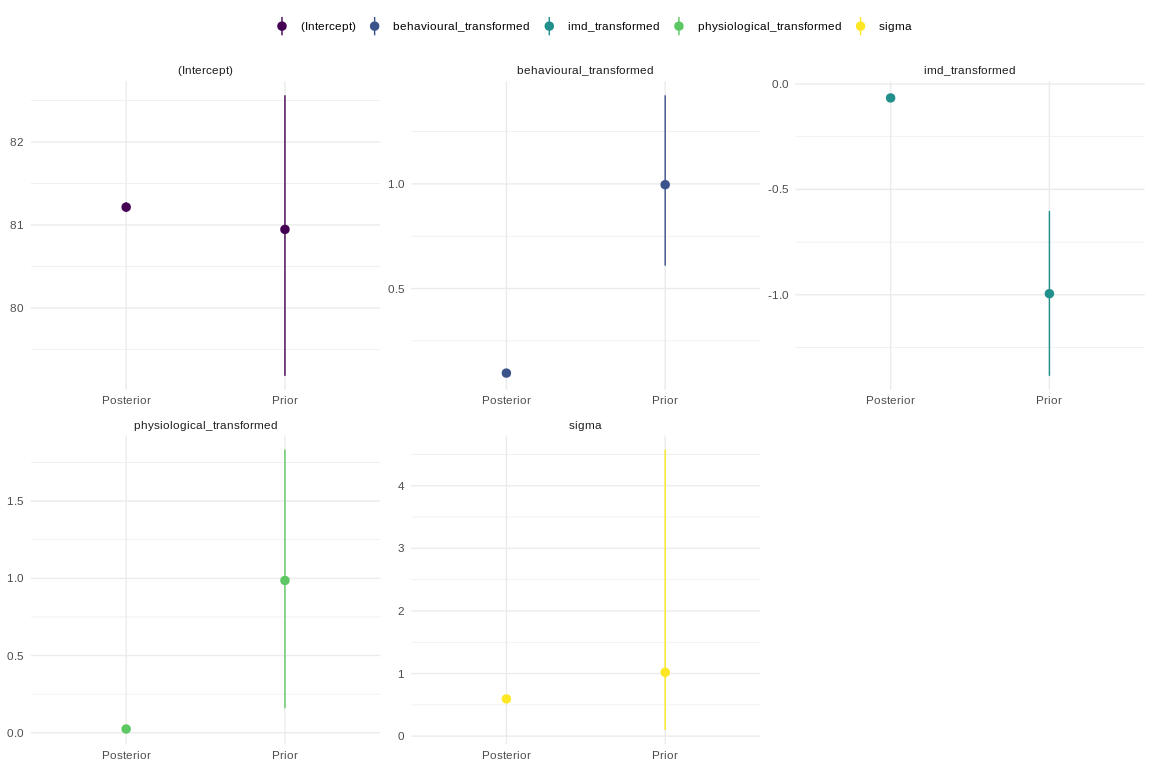 (Intercept) behavioural_transformed imd_transformed physiological_transformed sigma
(Intercept)
82
81
80
Posterior Prior
behavioural_transformed
1.0
0.5
Posterior Prior
imd_transformed
0.0
-0.5
-1.0
Posterior Prior
physiological_transformed
1.5
1.0
0.5
0.0
Posterior Prior
sigma
4
3
2
1
0
Posterior Prior